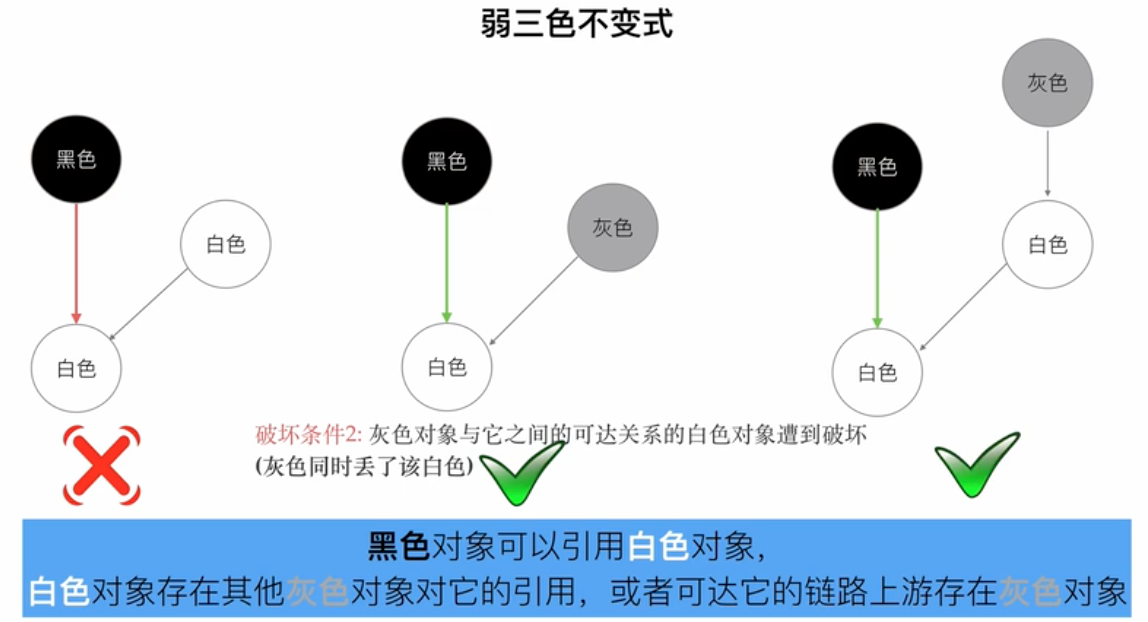 弱三色不变式
灰色
黑色
黑色
黑色
灰色
白色
白色
白色
白色
白色
破坏条件2: 灰色对象与它之间的可达关系的白色对象遭到破坏
(灰色同时丢了该白色)
黑色对象可以引用白色对象，
白色对象存在其他灰色对象对它的引用，或者可达它的链路上游存在灰色对象